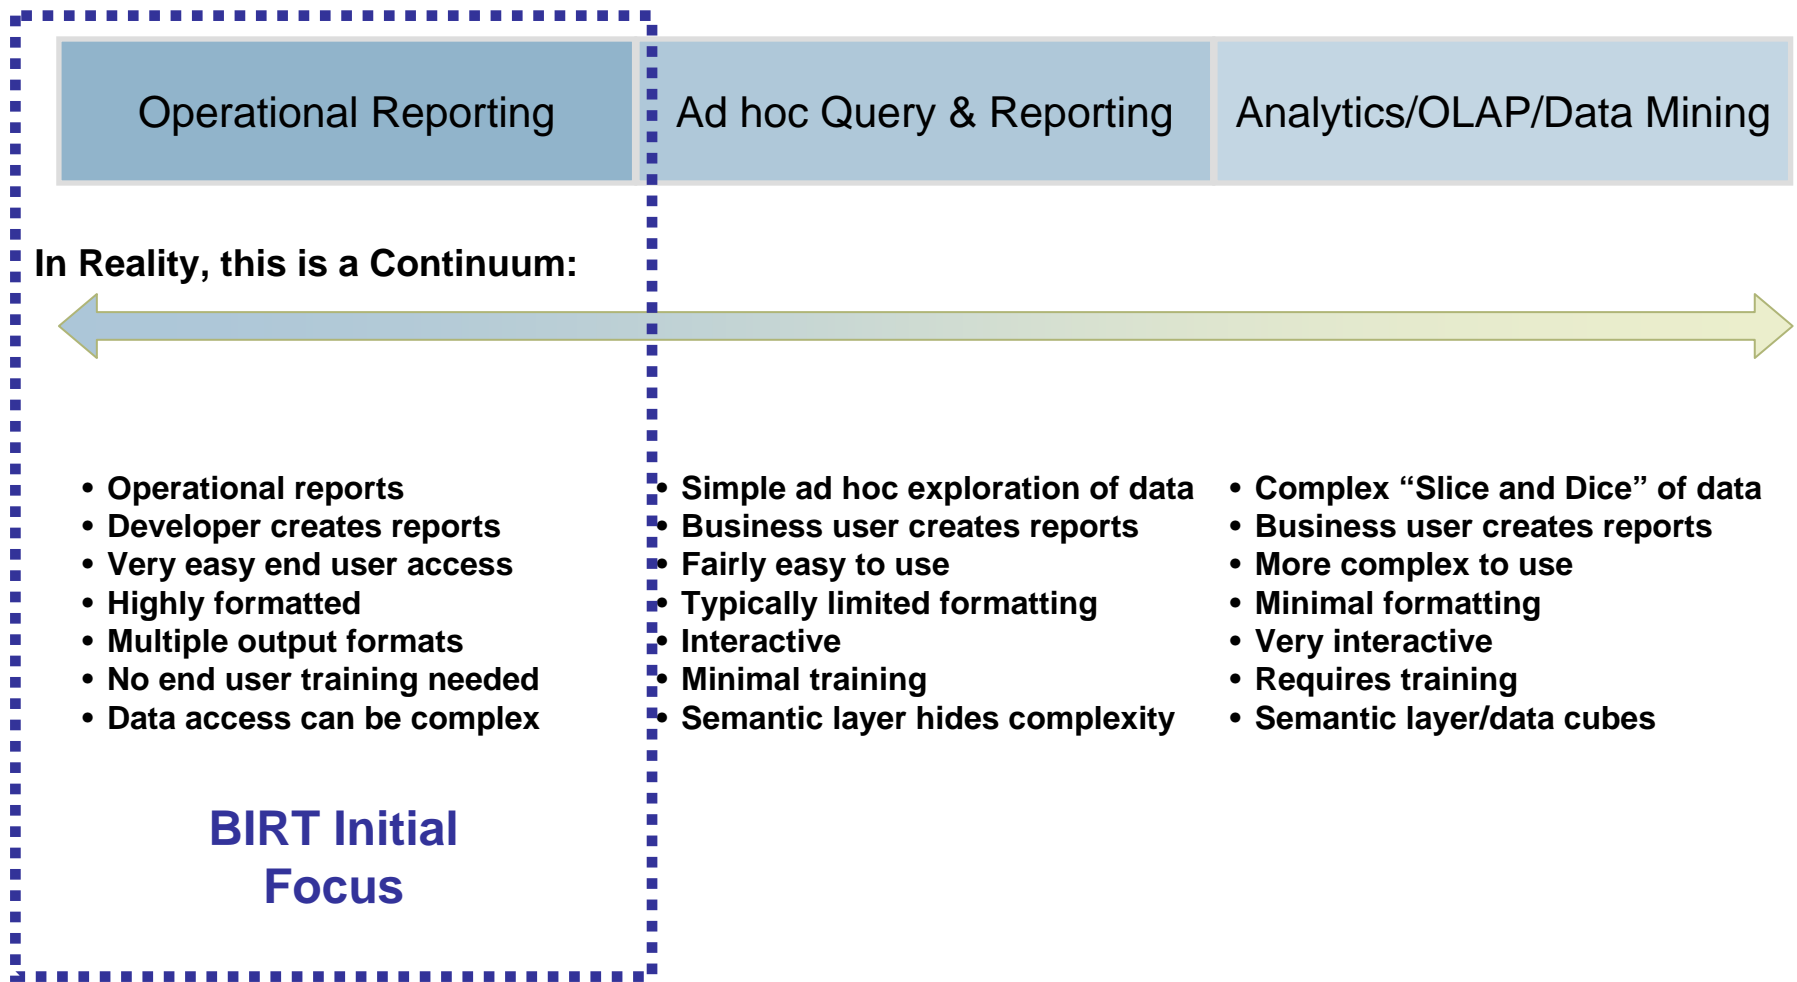 Operational Reporting
Ad hoc Query & Reporting
Analytics/OLAP/Data Mining
In Reality, this is a Continuum:
• Operational reports
• Developer creates reports
• Very easy end user access
• Highly formatted
• Multiple output formats
• No end user training needed
• Data access can be complex
• Simple ad hoc exploration of data
• Business user creates reports
• Fairly easy to use
• Typically limited formatting
• Interactive
• Minimal training
• Semantic layer hides complexity
• Complex “Slice and Dice” of data
• Business user creates reports
• More complex to use
• Minimal formatting
• Very interactive
• Requires training
• Semantic layer/data cubes
BIRT Initial
Focus